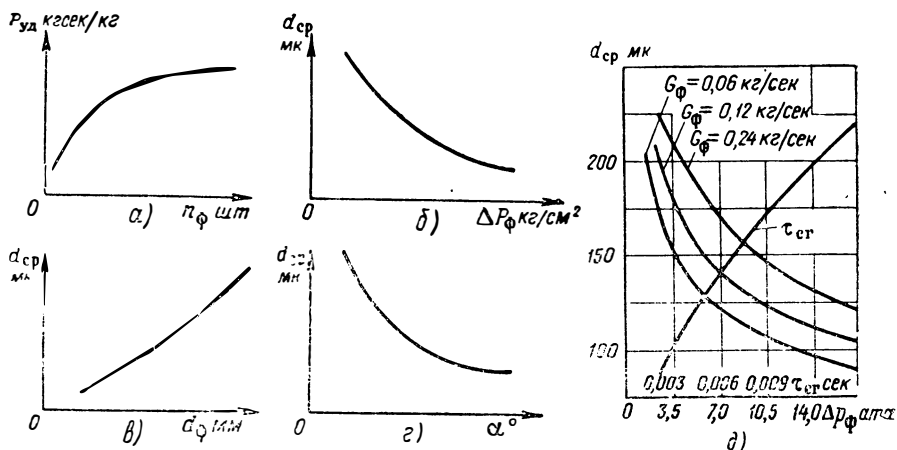 Pуд кгсек/кг
0
а)
nф шт
dср
мк
0
б)
ΔPф кг/см²
dср
мк
0
в)
dф мм
dср
мк
0
г)
α°
dср мк
Gф=0,06 кг/сек
Gф=0,12 кг/сек
Gф=0,24 кг/сек
200
τсг
150
100
0,003 0,006 0,009 τсг сек
0 3,5 7,0 10,5 14,0 Δpф ата
д)